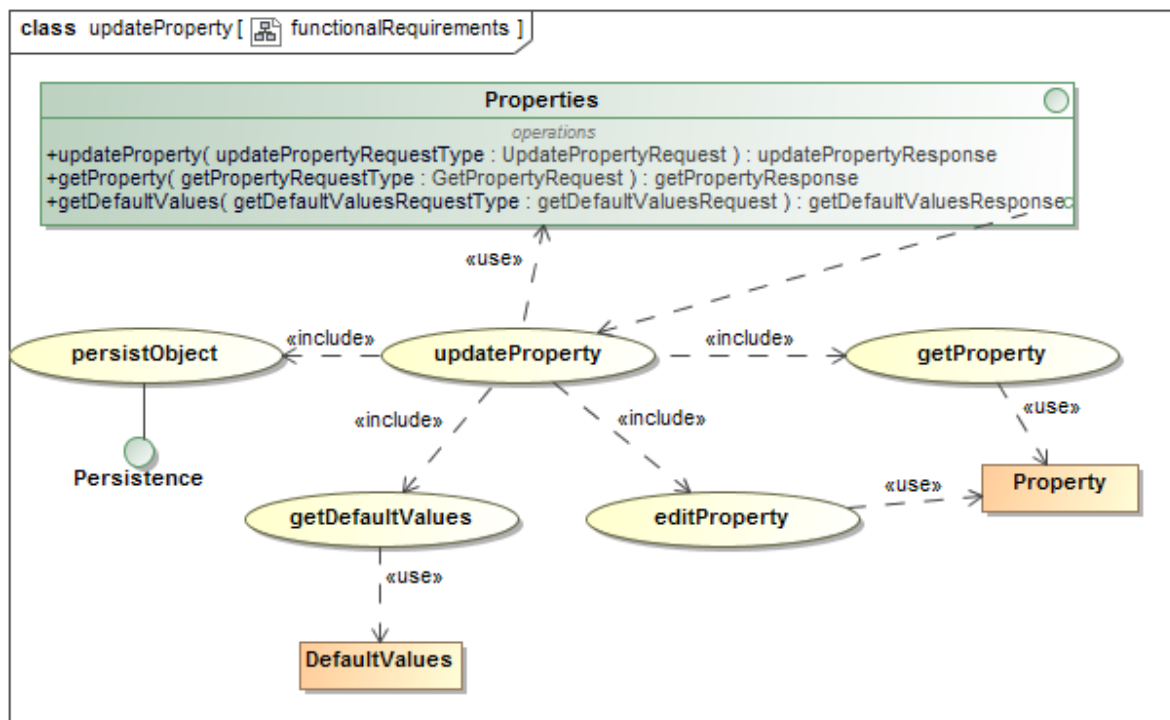 class updateProperty [ functionalRequirements ]
Properties
operations
+updateProperty( updatePropertyRequestType : UpdatePropertyRequest ) : updatePropertyResponse
+getProperty( getPropertyRequestType : GetPropertyRequest ) : getPropertyResponse
+getDefaultValues( getDefaultValuesRequestType : getDefaultValuesRequest ) : getDefaultValuesResponse
«use»
«include»
«include»
persistObject
updateProperty
getProperty
«include»
«include»
«use»
Persistence
Property
«use»
getDefaultValues
editProperty
«use»
DefaultValues